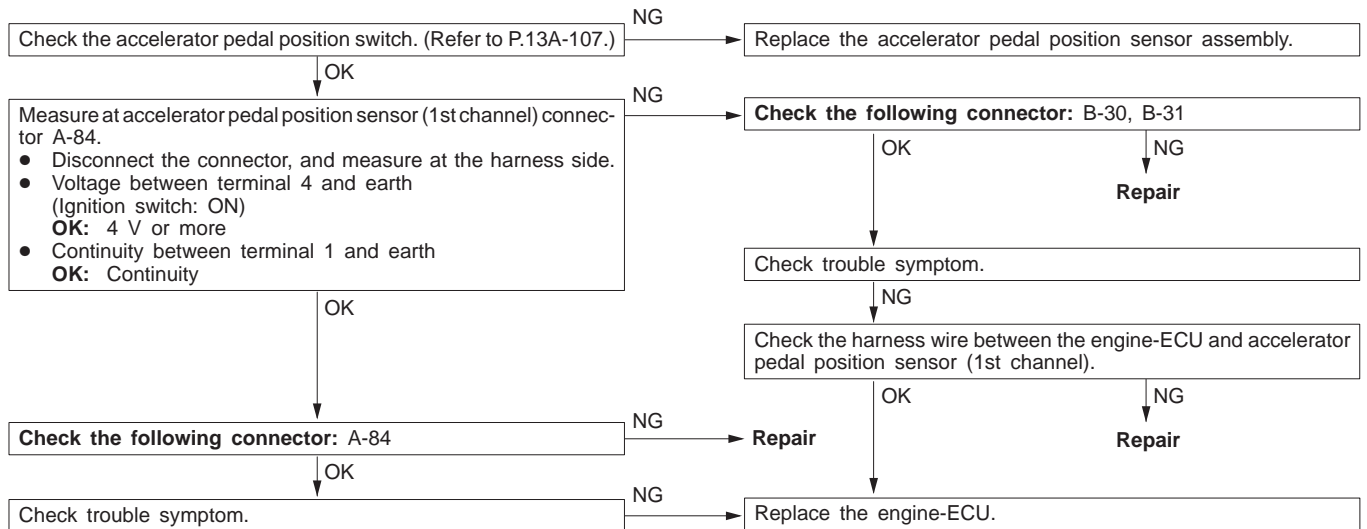 NG
Check the accelerator pedal position switch. (Refer to P.13A-107.)
Replace the accelerator pedal position sensor assembly.
OK
NG
Measure at accelerator pedal position sensor (1st channel) connec-
tor A-84.
● Disconnect the connector, and measure at the harness side.
● Voltage between terminal 4 and earth
(Ignition switch: ON)
OK: 4 V or more
● Continuity between terminal 1 and earth
OK: Continuity
Check the following connector: B-30, B-31
OK
NG
Repair
Check trouble symptom.
NG
OK
Check the harness wire between the engine-ECU and accelerator
pedal position sensor (1st channel).
OK
NG
NG
Check the following connector: A-84
Repair
Repair
OK
NG
Check trouble symptom.
Replace the engine-ECU.